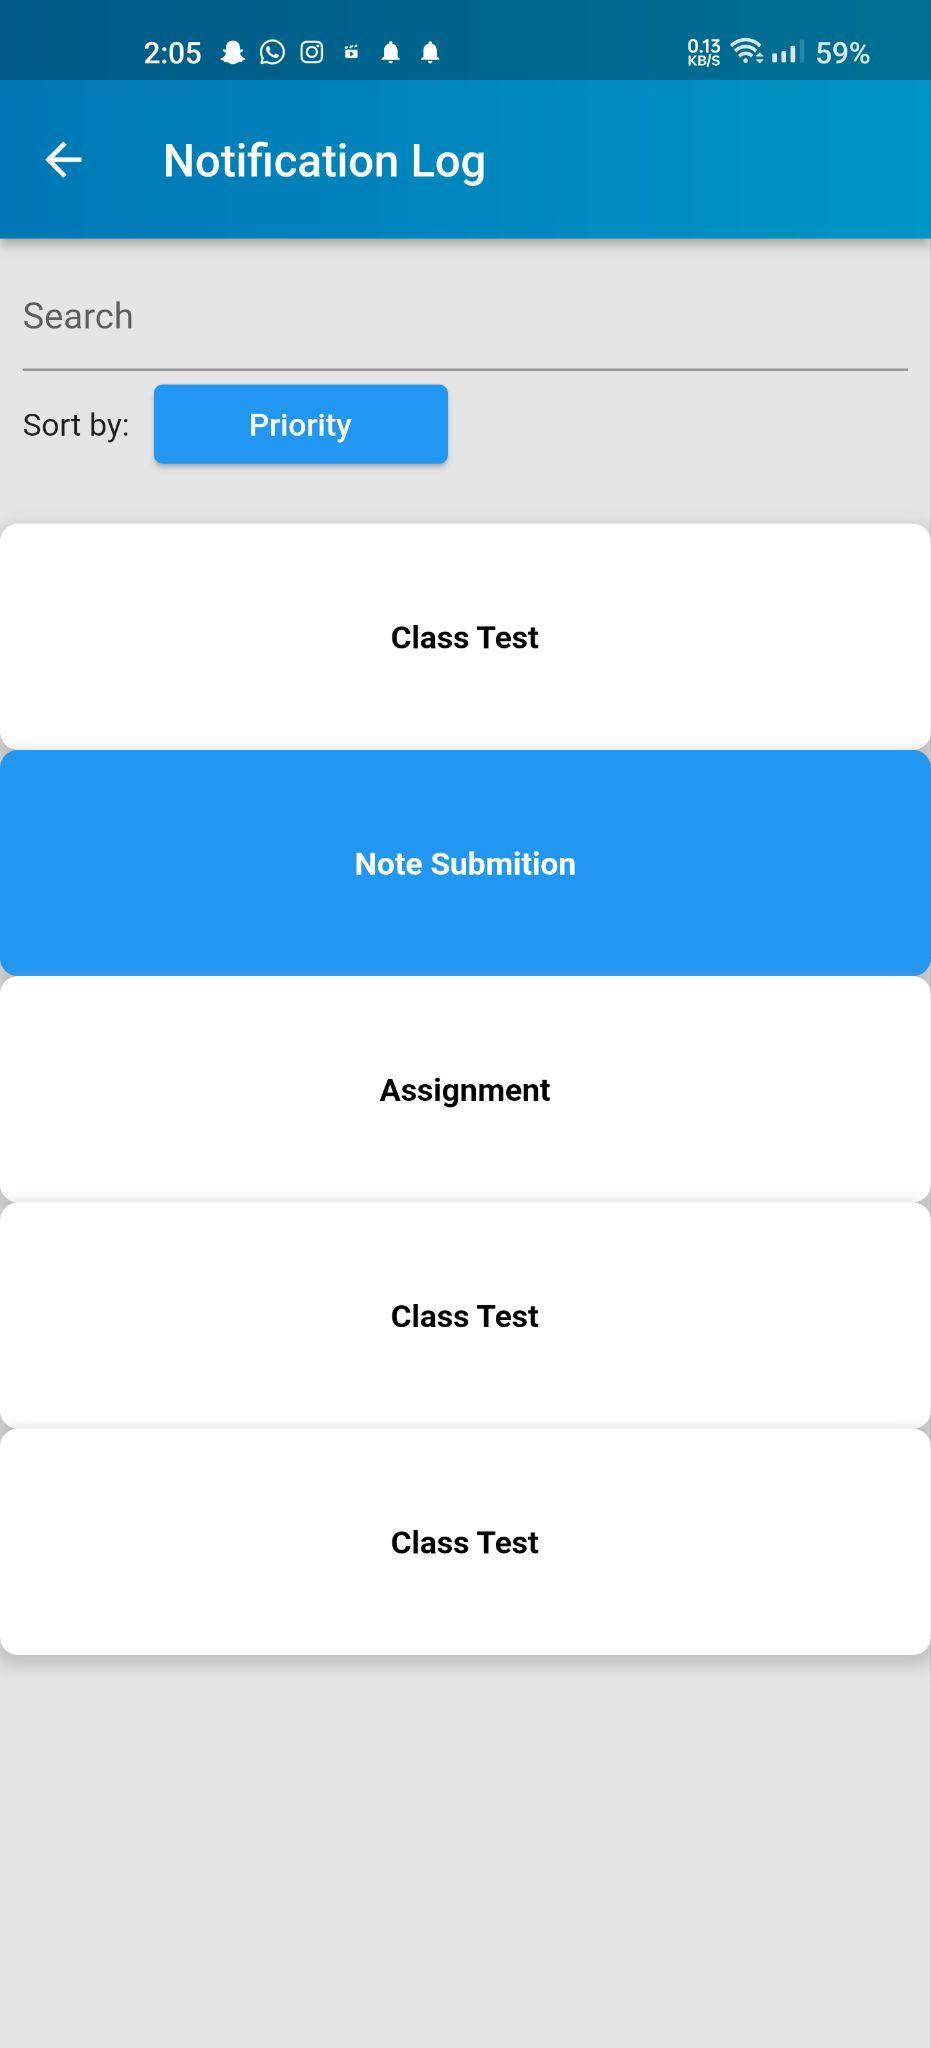 2:05 0.13 KB/S 59%
Notification Log
Search
Sort by: Priority
Class Test
Note Submition
Assignment
Class Test
Class Test